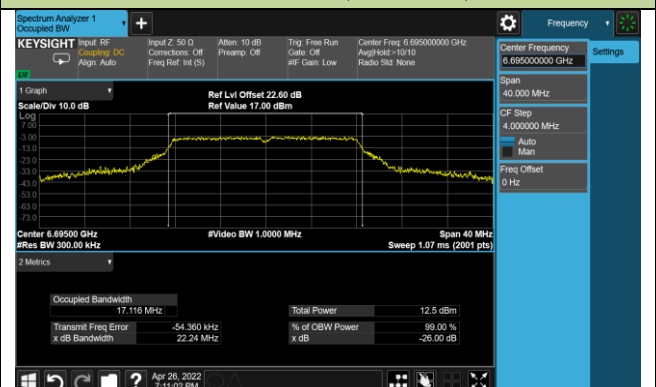 Spectrum Analyzer 1
Occupied BW
Frequency
KEYSIGHT
Input: RF
Coupling: DC
Align: Auto
Input Z: 50 Ω
Corrections: Off
Freq Ref: Int (S)
Atten: 10 dB
Preamp: Off
Trig: Free Run
Gate: Off
#IF Gain: Low
Center Freq: 6.695000000 GHz
Avg|Hold:>10/10
Radio Std: None
LXI
Center Frequency
6.695000000 GHz
Settings
Span
40.000 MHz
CF Step
4.000000 MHz
Auto
Man
Freq Offset
0 Hz
1 Graph
Scale/Div 10.0 dB
Ref Lvl Offset 22.60 dB
Ref Value 17.00 dBm
Log
7.00
-3.00
-13.0
-23.0
-33.0
-43.0
-53.0
-63.0
-73.0
Center 6.69500 GHz
#Video BW 1.0000 MHz
Span 40 MHz
#Res BW 300.00 kHz
Sweep 1.07 ms (2001 pts)
2 Metrics
Occupied Bandwidth
17.116 MHz
Total Power 12.5 dBm
Transmit Freq Error -54.360 kHz
% of OBW Power 99.00 %
x dB Bandwidth 22.24 MHz
x dB -26.00 dB
?
Apr 26, 2022
7:11:02 PM